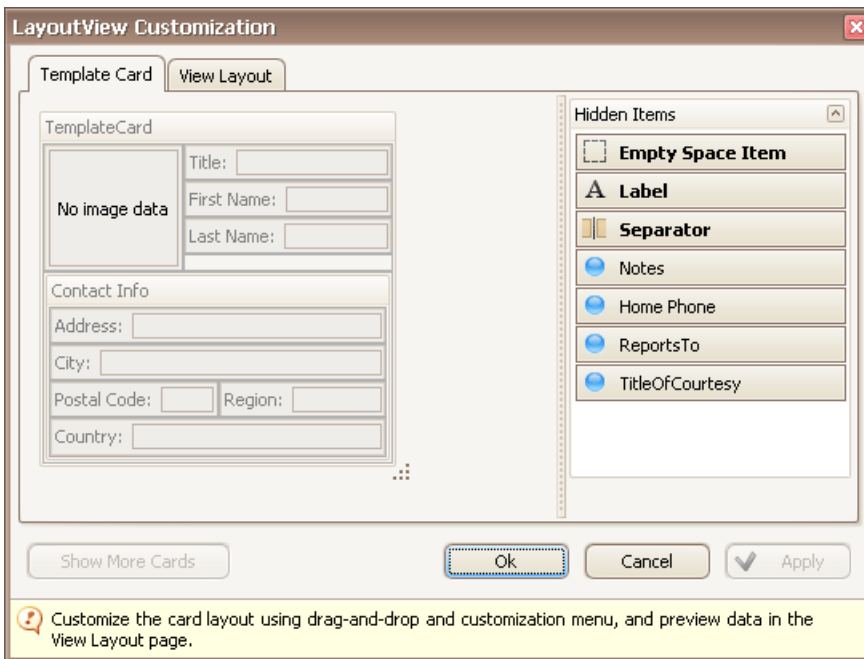 LayoutView Customization
Template Card
View Layout
TemplateCard
No image data
Title:
First Name:
Last Name:
Contact Info
Address:
City:
Postal Code:
Region:
Country:
Hidden Items
Empty Space Item
A Label
Separator
Notes
Home Phone
ReportsTo
TitleOfCourtesy
Show More Cards
Ok
Cancel
Apply
Customize the card layout using drag-and-drop and customization menu, and preview data in the
View Layout page.